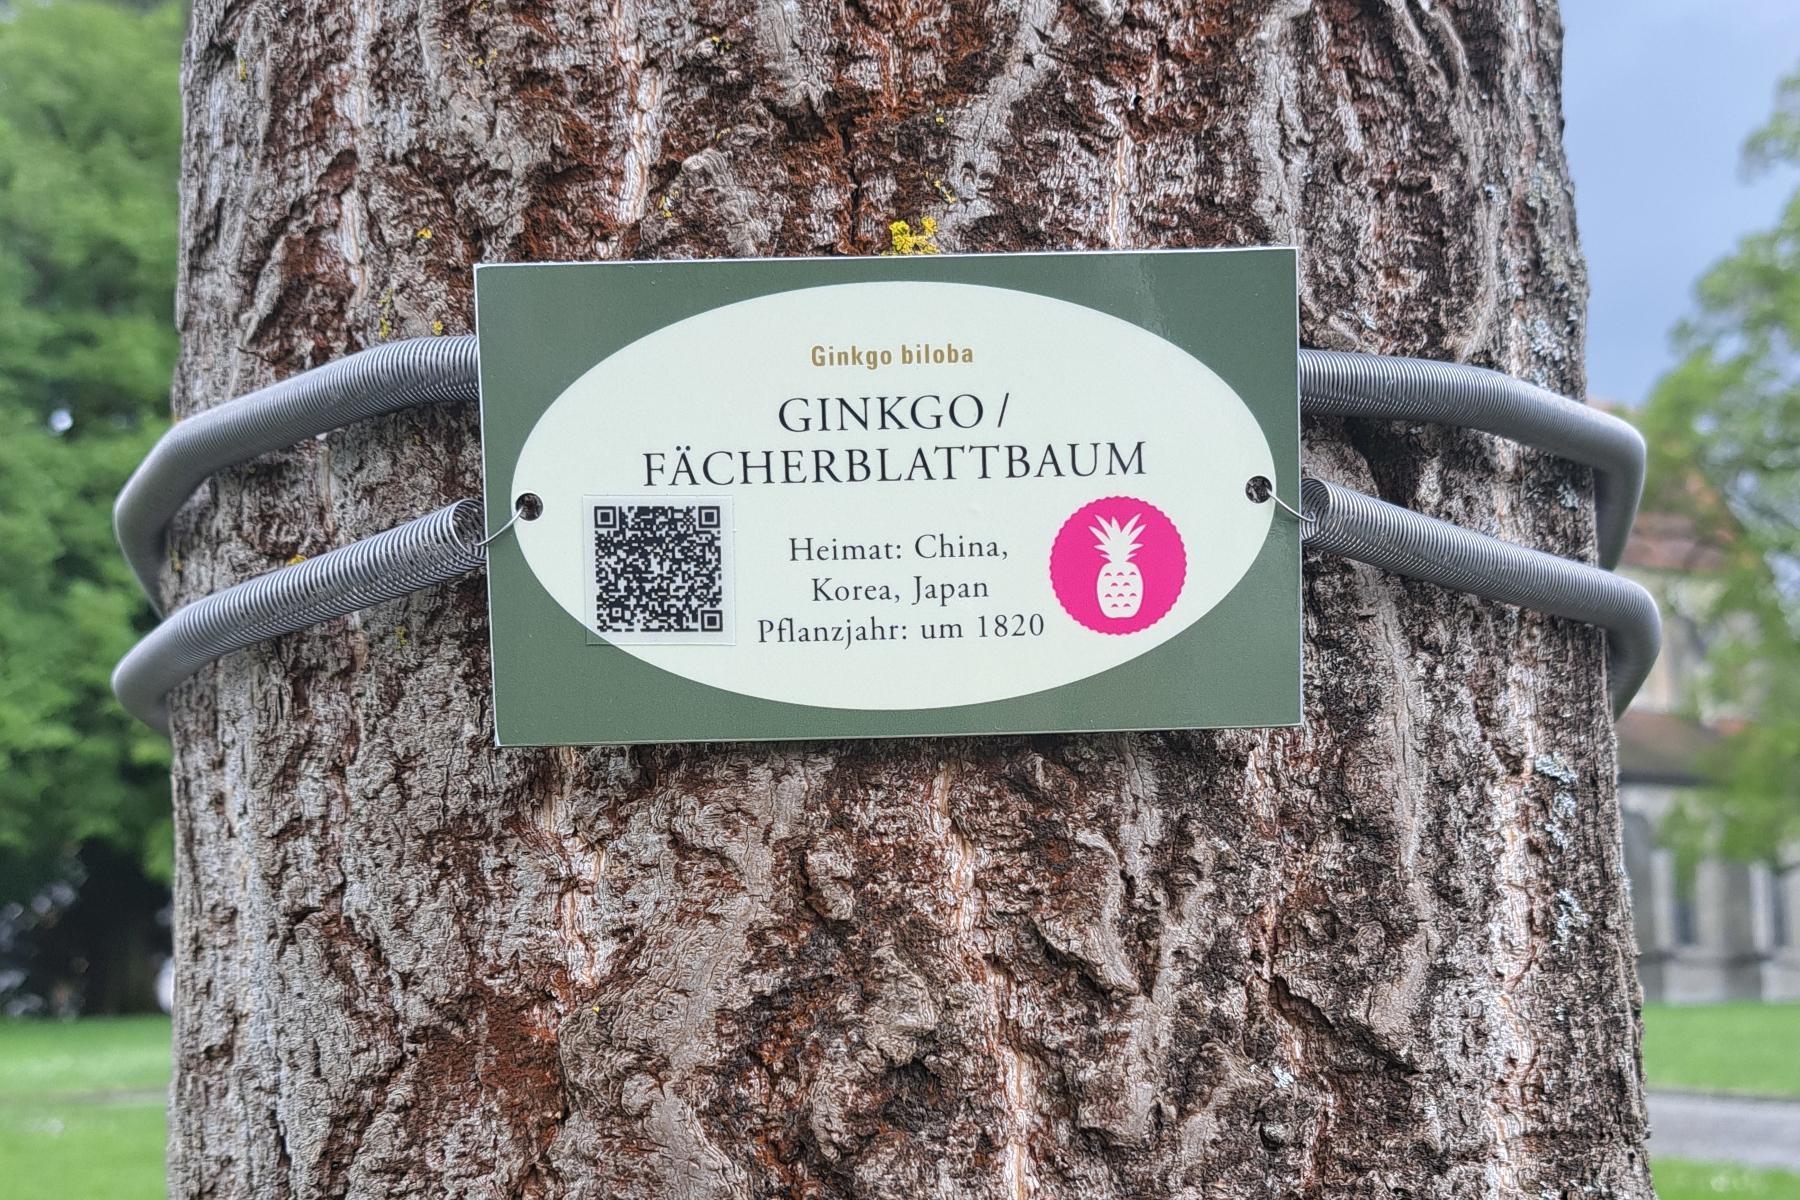 Ginkgo biloba
GINKGO /
FÄCHERBLATTBAUM
Heimat: China,
Korea, Japan
Pflanzjahr: um 1820